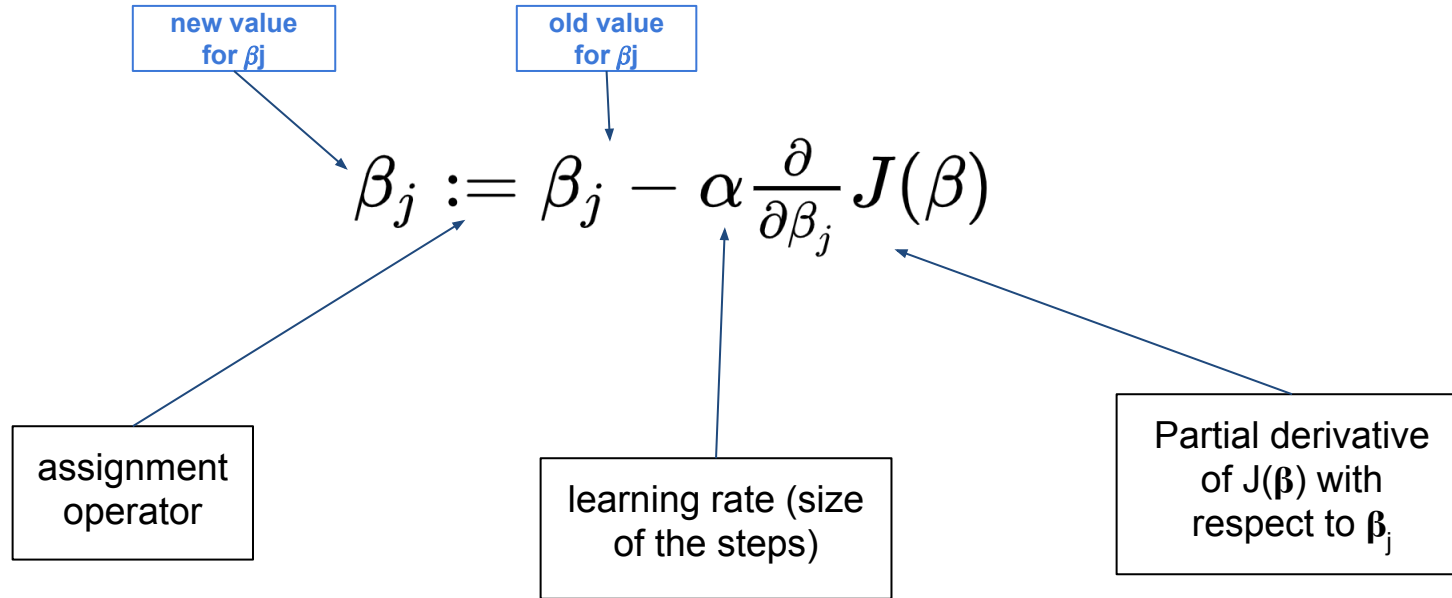 new value
for βj
old value
for βj
βⱼ := βⱼ − α ∂/∂βⱼ J(β)
assignment
operator
learning rate (size
of the steps)
Partial derivative
of J(β) with
respect to βⱼ